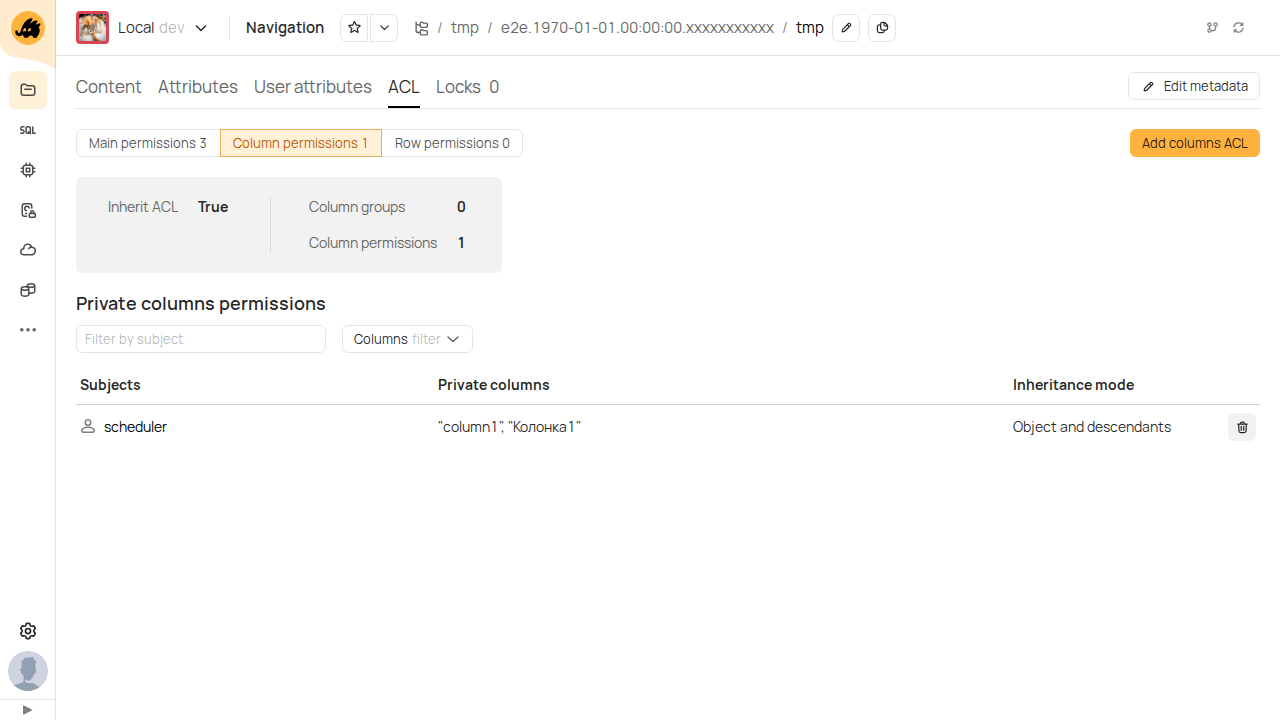 Local dev
Navigation
/ tmp / e2e.1970-01-01.00:00:00.xxxxxxxxxxx / tmp
SQL
Content Attributes User attributes ACL Locks 0
Edit metadata
Main permissions 3 Column permissions 1 Row permissions 0
Add columns ACL
Inherit ACL True
Column groups 0
Column permissions 1
Private columns permissions
Filter by subject Columns filter
Subjects Private columns Inheritance mode
scheduler "column1", "Колонка1" Object and descendants